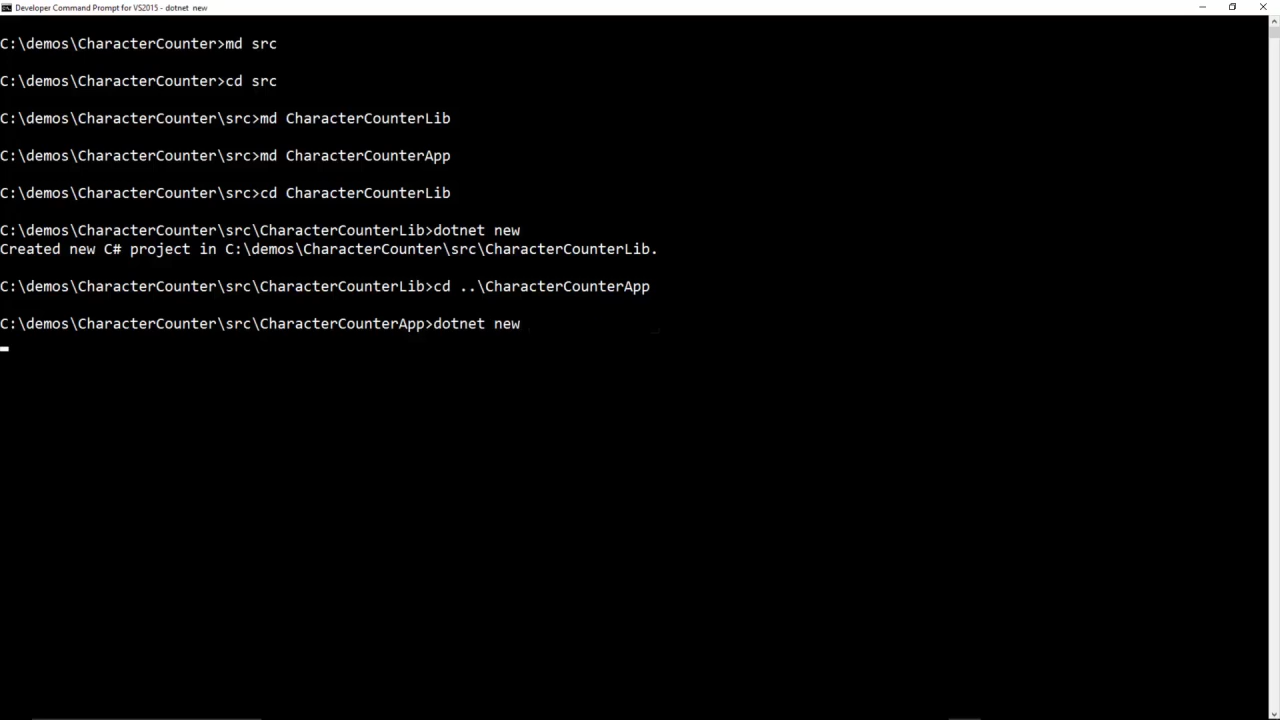 Developer Command Prompt for VS2015 - dotnet  new
C:\demos\CharacterCounter>md src
C:\demos\CharacterCounter>cd src
C:\demos\CharacterCounter\src>md CharacterCounterLib
C:\demos\CharacterCounter\src>md CharacterCounterApp
C:\demos\CharacterCounter\src>cd CharacterCounterLib
C:\demos\CharacterCounter\src\CharacterCounterLib>dotnet new
Created new C# project in C:\demos\CharacterCounter\src\CharacterCounterLib.
C:\demos\CharacterCounter\src\CharacterCounterLib>cd ..\CharacterCounterApp
C:\demos\CharacterCounter\src\CharacterCounterApp>dotnet new